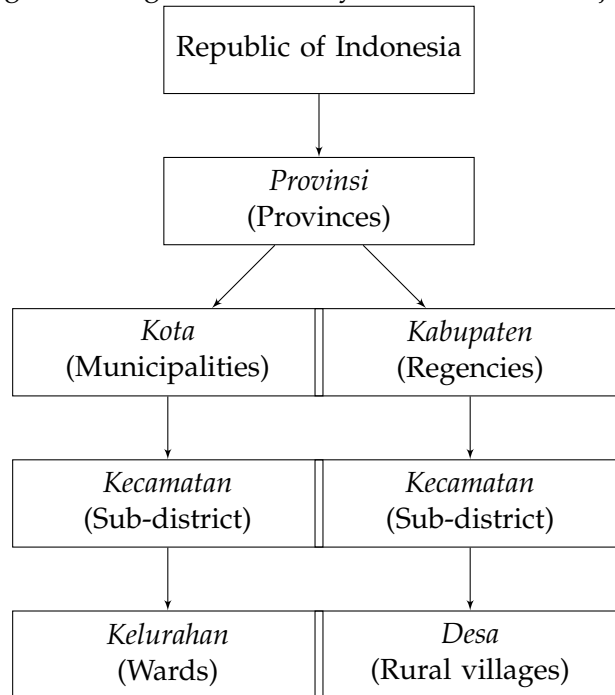 Republic of Indonesia
Provinsi
(Provinces)
Kota
(Municipalities)
Kabupaten
(Regencies)
Kecamatan
(Sub-district)
Kecamatan
(Sub-district)
Kelurahan
(Wards)
Desa
(Rural villages)